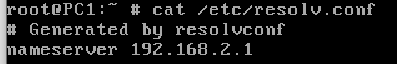 root@PC1:~ # cat /etc/resolv.conf
# Generated by resolvconf
nameserver 192.168.2.1